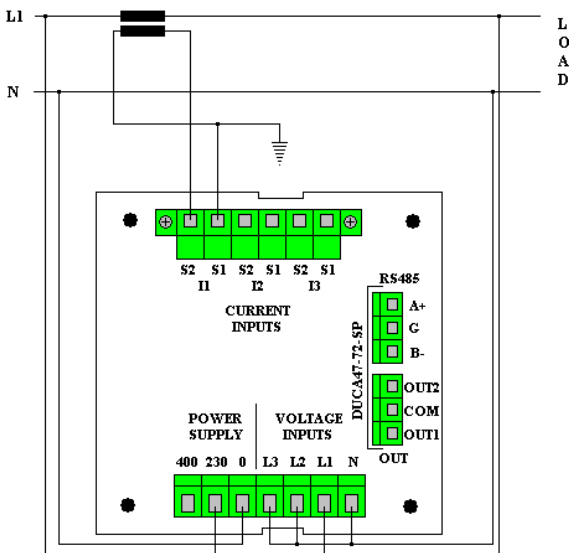 L1
L
O
A
D
N
S2 S1 S2 S1 S2 S1
I1 I2 I3
CURRENT
INPUTS
RS485
A+
G
B-
DUCA47-72-SP
OUT2
COM
OUT1
OUT
POWER
SUPPLY
VOLTAGE
INPUTS
400 230 0 L3 L2 L1 N